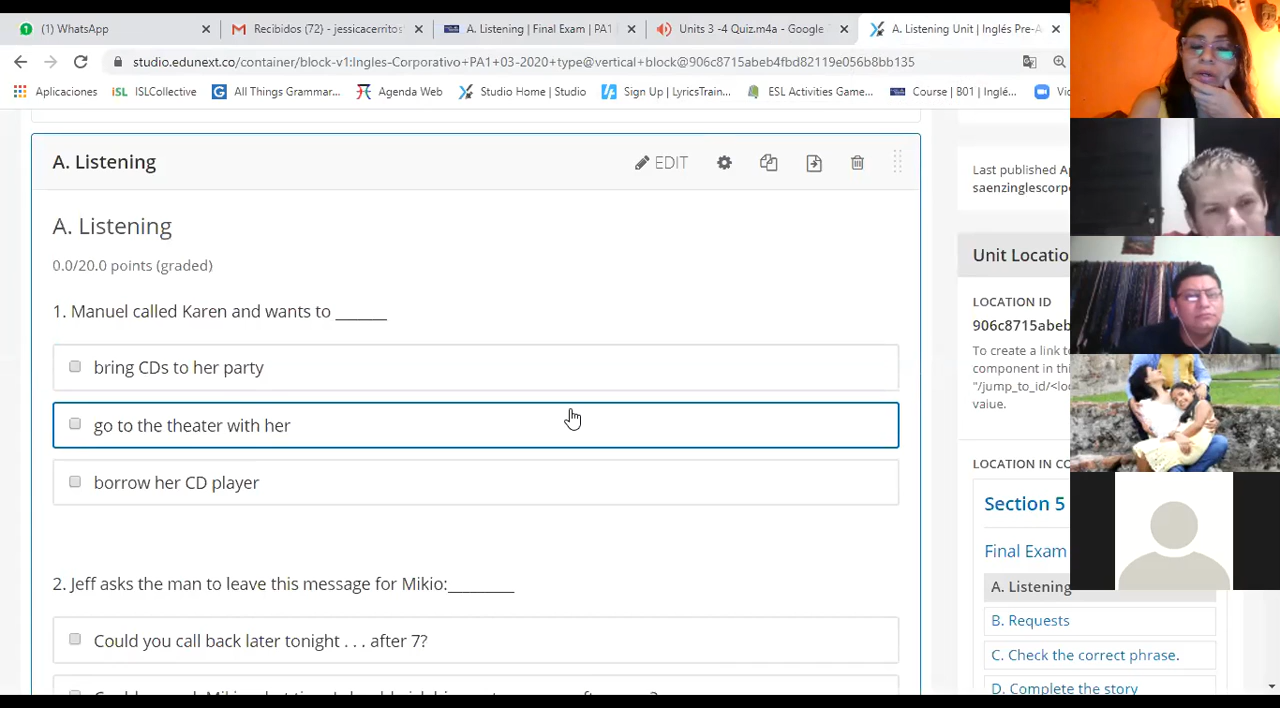 (1) WhatsApp
Recibidos (72) - jessicacerritos
A. Listening | Final Exam | PA1
Units 3 -4 Quiz.m4a - Google
A. Listening Unit | Inglés Pre-A
studio.edunext.co/container/block-v1:Ingles-Corporativo+PA1+03-2020+type@vertical+block@906c8715abeb4fbd82119e056b8bb135
Aplicaciones
iSL ISLCollective
All Things Grammar...
Agenda Web
Studio Home | Studio
Sign Up | LyricsTrain...
ESL Activities Game...
Course | B01 | Inglé...
A. Listening
EDIT
A. Listening
0.0/20.0 points (graded)
1. Manuel called Karen and wants to _______
bring CDs to her party
go to the theater with her
borrow her CD player
2. Jeff asks the man to leave this message for Mikio:_________
Could you call back later tonight . . . after 7?
Last published
saenzinglescorp
Unit Locatio
LOCATION ID
906c8715abeb
To create a link to
component in thi
"/jump_to_id/<lo
value.
LOCATION IN CO
Section 5
Final Exam
A. Listening
B. Requests
C. Check the correct phrase.
D. Complete the story